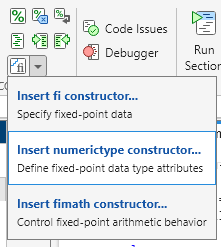 Code Issues
Debugger
Run
Section
fi
Insert fi constructor...
Specify fixed-point data
Insert numerictype constructor...
Define fixed-point data type attributes
Insert fimath constructor...
Control fixed-point arithmetic behavior